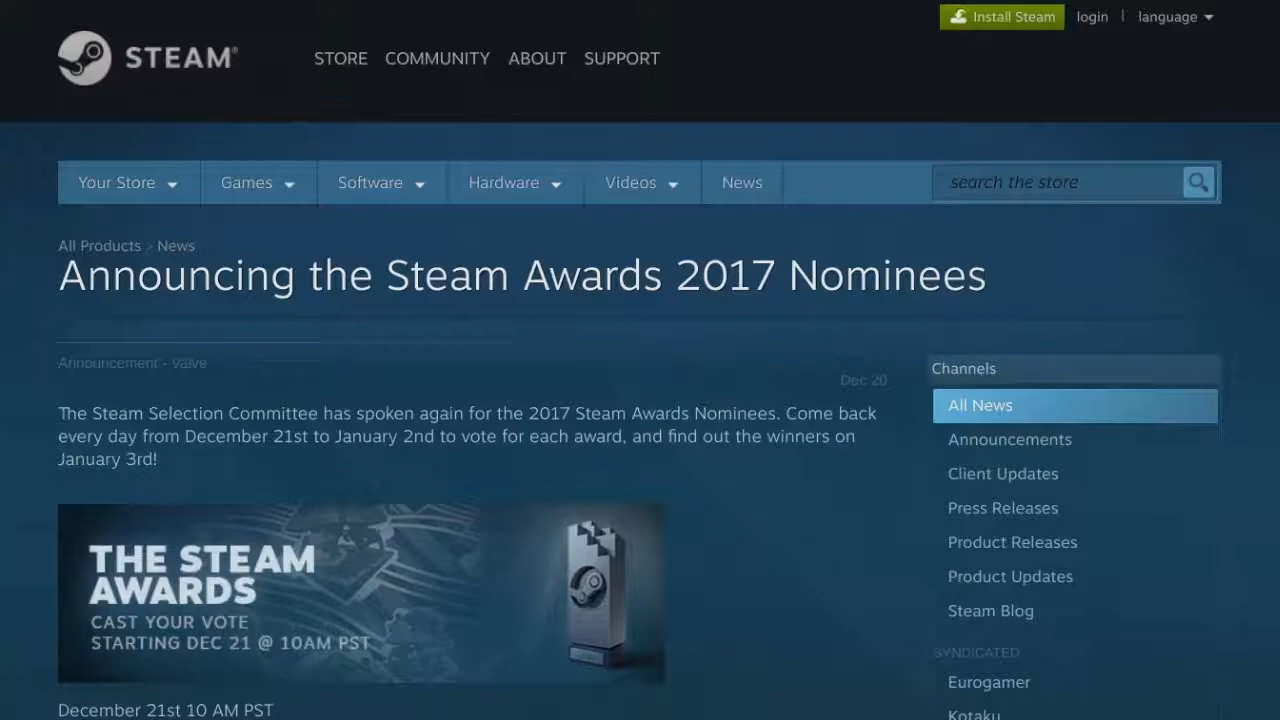 Install Steam login | language
STEAM®
STORE COMMUNITY ABOUT SUPPORT
Your Store Games Software Hardware Videos News search the store
All Products > News
Announcing the Steam Awards 2017 Nominees
Announcement - Valve
Dec 20
The Steam Selection Committee has spoken again for the 2017 Steam Awards Nominees. Come back
every day from December 21st to January 2nd to vote for each award, and find out the winners on
January 3rd!
THE STEAM
AWARDS
CAST YOUR VOTE
STARTING DEC 21 @ 10AM PST
December 21st 10 AM PST
Channels
All News
Announcements
Client Updates
Press Releases
Product Releases
Product Updates
Steam Blog
SYNDICATED
Eurogamer
Kotaku